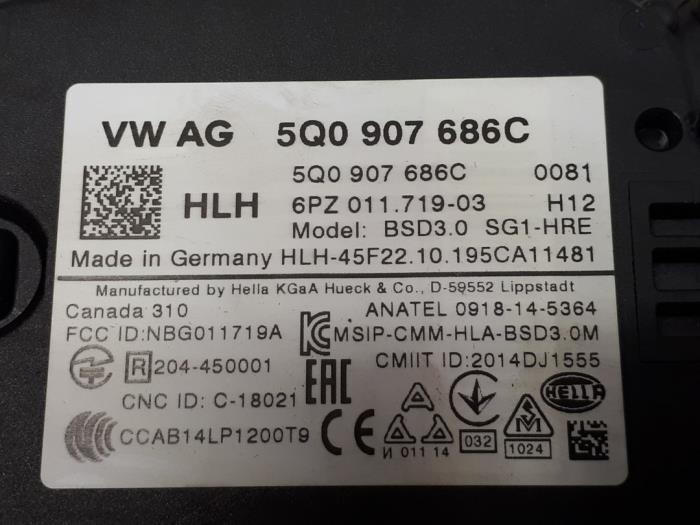 VW AG 5Q0 907 686C
5Q0 907 686C 0081
HLH 6PZ 011.719-03 H12
Model: BSD3.0 SG1-HRE
Made in Germany HLH-45F22.10.195CA11481
Manufactured by Hella KGaA Hueck & Co., D-59552 Lippstadt
Canada 310 ANATEL 0918-14-5364
FCC ID:NBG011719A MSIP-CMM-HLA-BSD3.0M
R 204-450001 CMIIT ID:2014DJ1555
CNC ID: C-18021 EAC HELLA
CCAB14LP1200T9 CE И 011 14 032 1024